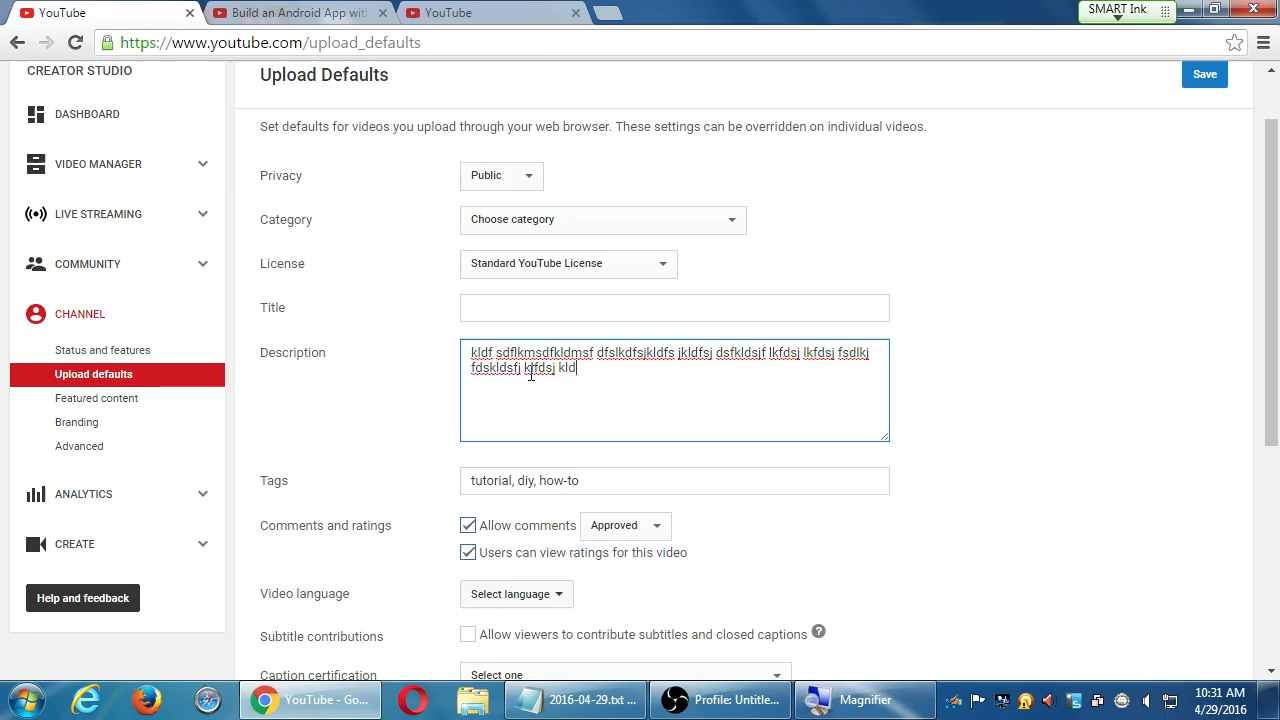 YouTube
Build an Android App with
YouTube
SMART Ink
https://www.youtube.com/upload_defaults
CREATOR STUDIO
DASHBOARD
VIDEO MANAGER
LIVE STREAMING
COMMUNITY
CHANNEL
Status and features
Upload defaults
Featured content
Branding
Advanced
ANALYTICS
CREATE
Help and feedback
Upload Defaults
Save
Set defaults for videos you upload through your web browser. These settings can be overridden on individual videos.
Privacy
Public
Category
Choose category
License
Standard YouTube License
Title
Description
kldf sdflkmsdfkldmsf dfslkdfsjkldfs jkldfsj dsfkldsjf lkfdsj lkfdsj fsdlkj
fdskldsfj kjfdsj kld
Tags
tutorial, diy, how-to
Comments and ratings
Allow comments
Approved
Users can view ratings for this video
Video language
Select language
Subtitle contributions
Allow viewers to contribute subtitles and closed captions
Caption certification
Select one
YouTube - Go...
2016-04-29.txt ...
Profile: Untitle...
Magnifier
10:31 AM
4/29/2016